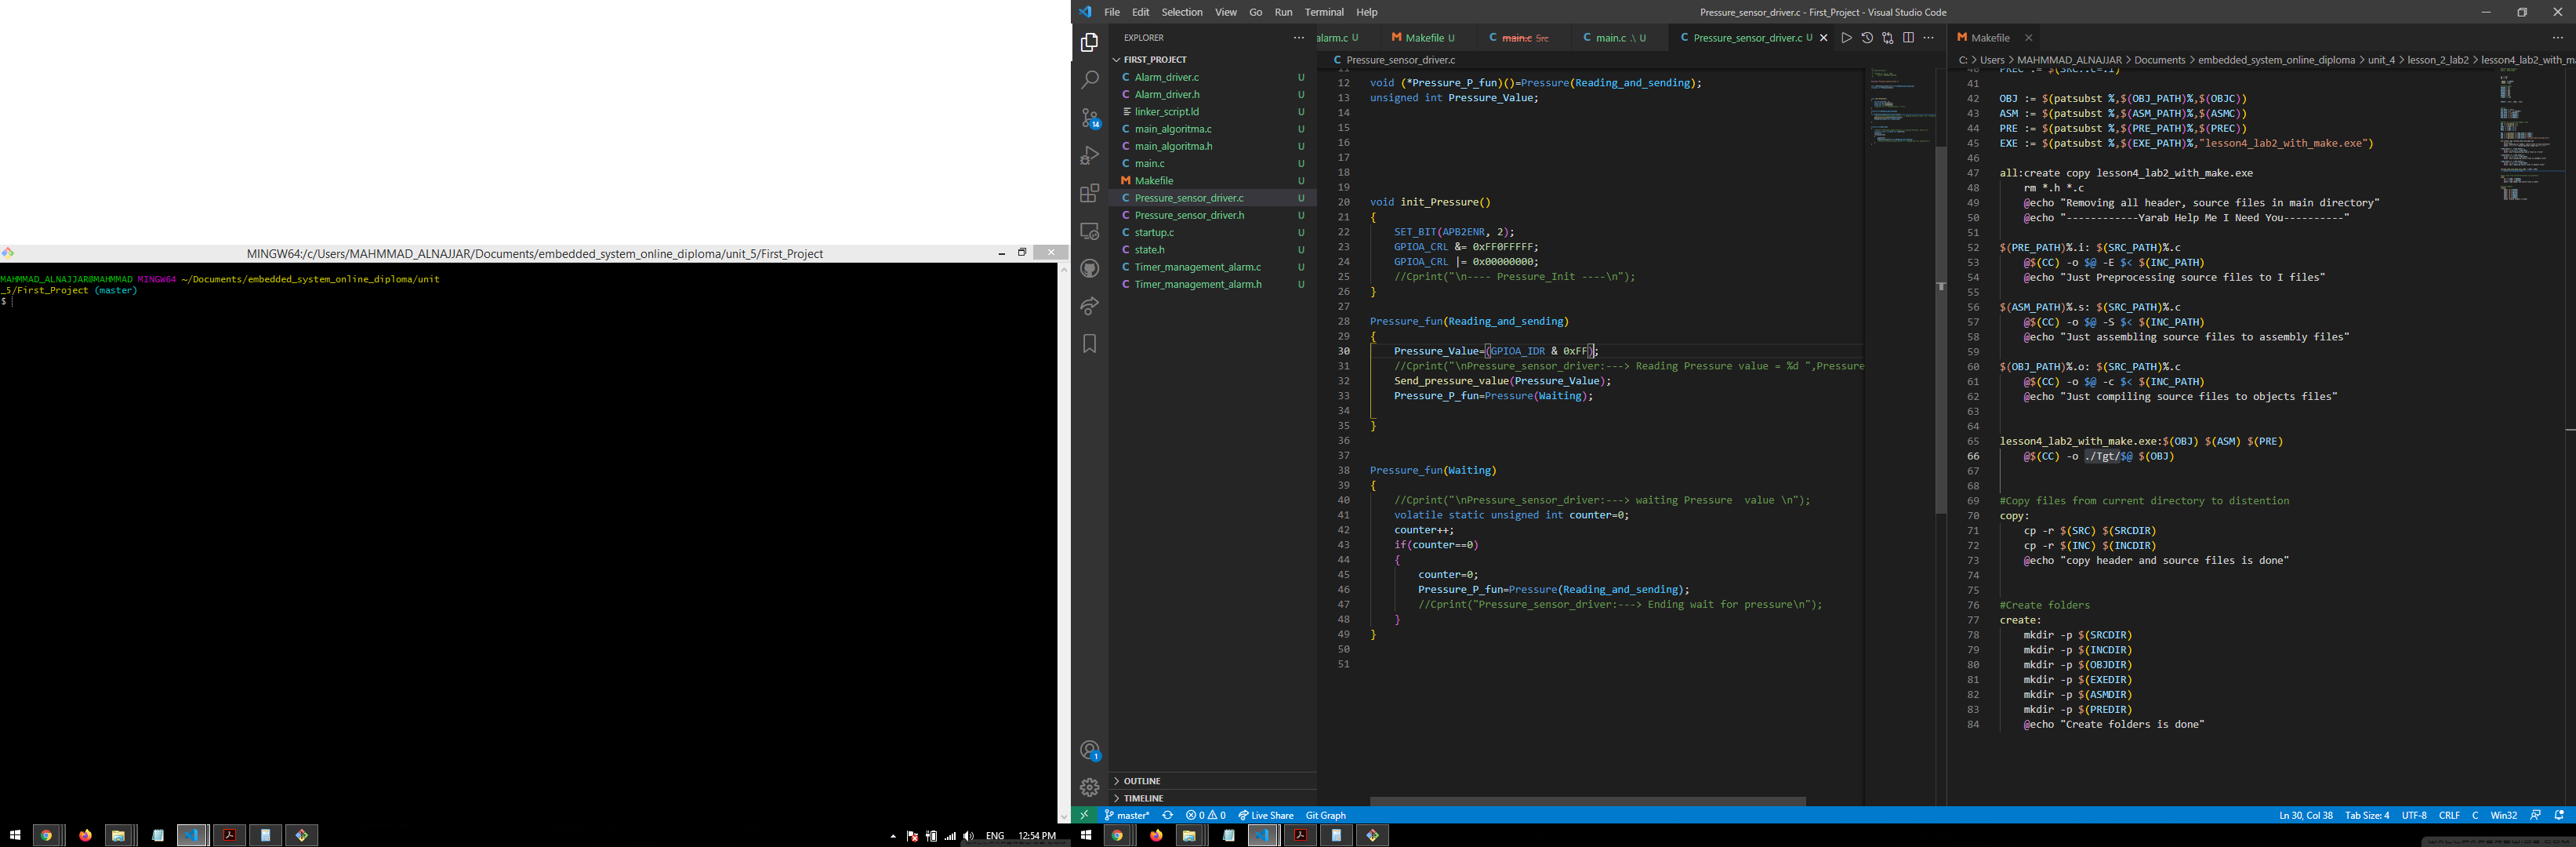 MINGW64:/c/Users/MAHMMAD_ALNAJJAR/Documents/embedded_system_online_diploma/unit_5/First_Project
MAHMMAD_ALNAJJAR@MAHMMAD MINGW64 ~/Documents/embedded_system_online_diploma/unit
_5/First_Project (master)
$
ENG 12:54 PM
File Edit Selection View Go Run Terminal Help
Pressure_sensor_driver.c - First_Project - Visual Studio Code
EXPLORER
FIRST_PROJECT
Alarm_driver.c U
Alarm_driver.h U
linker_script.ld U
main_algoritma.c U
main_algoritma.h U
main.c U
Makefile U
Pressure_sensor_driver.c U
Pressure_sensor_driver.h U
startup.c U
state.h U
Timer_management_alarm.c U
Timer_management_alarm.h U
OUTLINE
TIMELINE
14
1
alarm.c U
Makefile U
main.c Src
main.c .\ U
Pressure_sensor_driver.c U
Pressure_sensor_driver.c
11
12 void (*Pressure_P_fun)()=Pressure(Reading_and_sending);
13 unsigned int Pressure_Value;
14
15
16
17
18
19
20 void init_Pressure()
21 {
22 SET_BIT(APB2ENR, 2);
23 GPIOA_CRL &= 0xFF0FFFFF;
24 GPIOA_CRL |= 0x00000000;
25 //Cprint("\n---- Pressure_Init ----\n");
26 }
27
28 Pressure_fun(Reading_and_sending)
29 {
30 Pressure_Value=(GPIOA_IDR & 0xFF);
31 //Cprint("\nPressure_sensor_driver:---> Reading Pressure value = %d ",Pressure
32 Send_pressure_value(Pressure_Value);
33 Pressure_P_fun=Pressure(Waiting);
34
35 }
36
37
38 Pressure_fun(Waiting)
39 {
40 //Cprint("\nPressure_sensor_driver:---> waiting Pressure  value \n");
41 volatile static unsigned int counter=0;
42 counter++;
43 if(counter==0)
44 {
45 counter=0;
46 Pressure_P_fun=Pressure(Reading_and_sending);
47 //Cprint("Pressure_sensor_driver:---> Ending wait for pressure\n");
48 }
49 }
50
51
Makefile
C: > Users > MAHMMAD_ALNAJJAR > Documents > embedded_system_online_diploma > unit_4 > lesson_2_lab2 > lesson4_lab2_with_ma
40 PREC := $(SRC:.c=.i)
41
42 OBJ := $(patsubst %,$(OBJ_PATH)%,$(OBJC))
43 ASM := $(patsubst %,$(ASM_PATH)%,$(ASMC))
44 PRE := $(patsubst %,$(PRE_PATH)%,$(PREC))
45 EXE := $(patsubst %,$(EXE_PATH)%,"lesson4_lab2_with_make.exe")
46
47 all:create copy lesson4_lab2_with_make.exe
48 rm *.h *.c
49 @echo "Removing all header, source files in main directory"
50 @echo "------------Yarab Help Me I Need You----------"
51
52 $(PRE_PATH)%.i: $(SRC_PATH)%.c
53 @$(CC) -o $@ -E $< $(INC_PATH)
54 @echo "Just Preprocessing source files to I files"
55
56 $(ASM_PATH)%.s: $(SRC_PATH)%.c
57 @$(CC) -o $@ -S $< $(INC_PATH)
58 @echo "Just assembling source files to assembly files"
59
60 $(OBJ_PATH)%.o: $(SRC_PATH)%.c
61 @$(CC) -o $@ -c $< $(INC_PATH)
62 @echo "Just compiling source files to objects files"
63
64
65 lesson4_lab2_with_make.exe:$(OBJ) $(ASM) $(PRE)
66 @$(CC) -o ./Tgt/$@ $(OBJ)
67
68
69 #Copy files from current directory to distention
70 copy:
71 cp -r $(SRC) $(SRCDIR)
72 cp -r $(INC) $(INCDIR)
73 @echo "copy header and source files is done"
74
75
76 #Create folders
77 create:
78 mkdir -p $(SRCDIR)
79 mkdir -p $(INCDIR)
80 mkdir -p $(OBJDIR)
81 mkdir -p $(EXEDIR)
82 mkdir -p $(ASMDIR)
83 mkdir -p $(PREDIR)
84 @echo "Create folders is done"
master* 0 0 Live Share Git Graph
Ln 30, Col 38 Tab Size: 4 UTF-8 CRLF C Win32